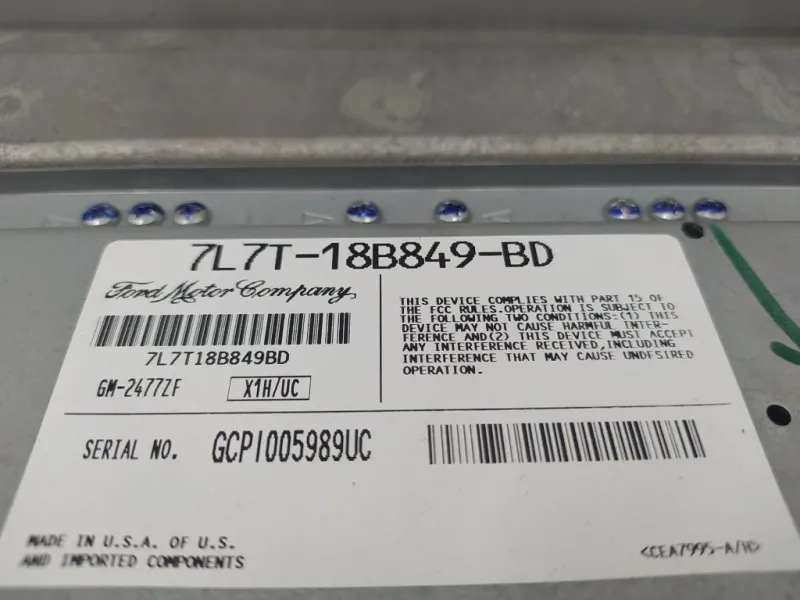 7L7T-18B849-BD
Ford Motor Company,
7L7T18B849BD
GM-2477ZF
X1H/UC
THIS DEVICE COMPLIES WITH PART 15 OF
THE FCC RULES.OPERATION IS SUBJECT TO
THE FOLLOWING TWO CONDITIONS:(1) THIS
DEVICE MAY NOT CAUSE HARMFUL INTER-
FERENCE AND(2) THIS DEVICE MUST ACCEPT
ANY INTERFERENCE RECEIVED,INCLUDING
INTERFERENCE THAT MAY CAUSE UNDESIRED
OPERATION.
SERIAL NO. GCPI005989UC
MADE IN U.S.A. OF U.S.
AND IMPORTED COMPONENTS
<CEA7995-A/H>